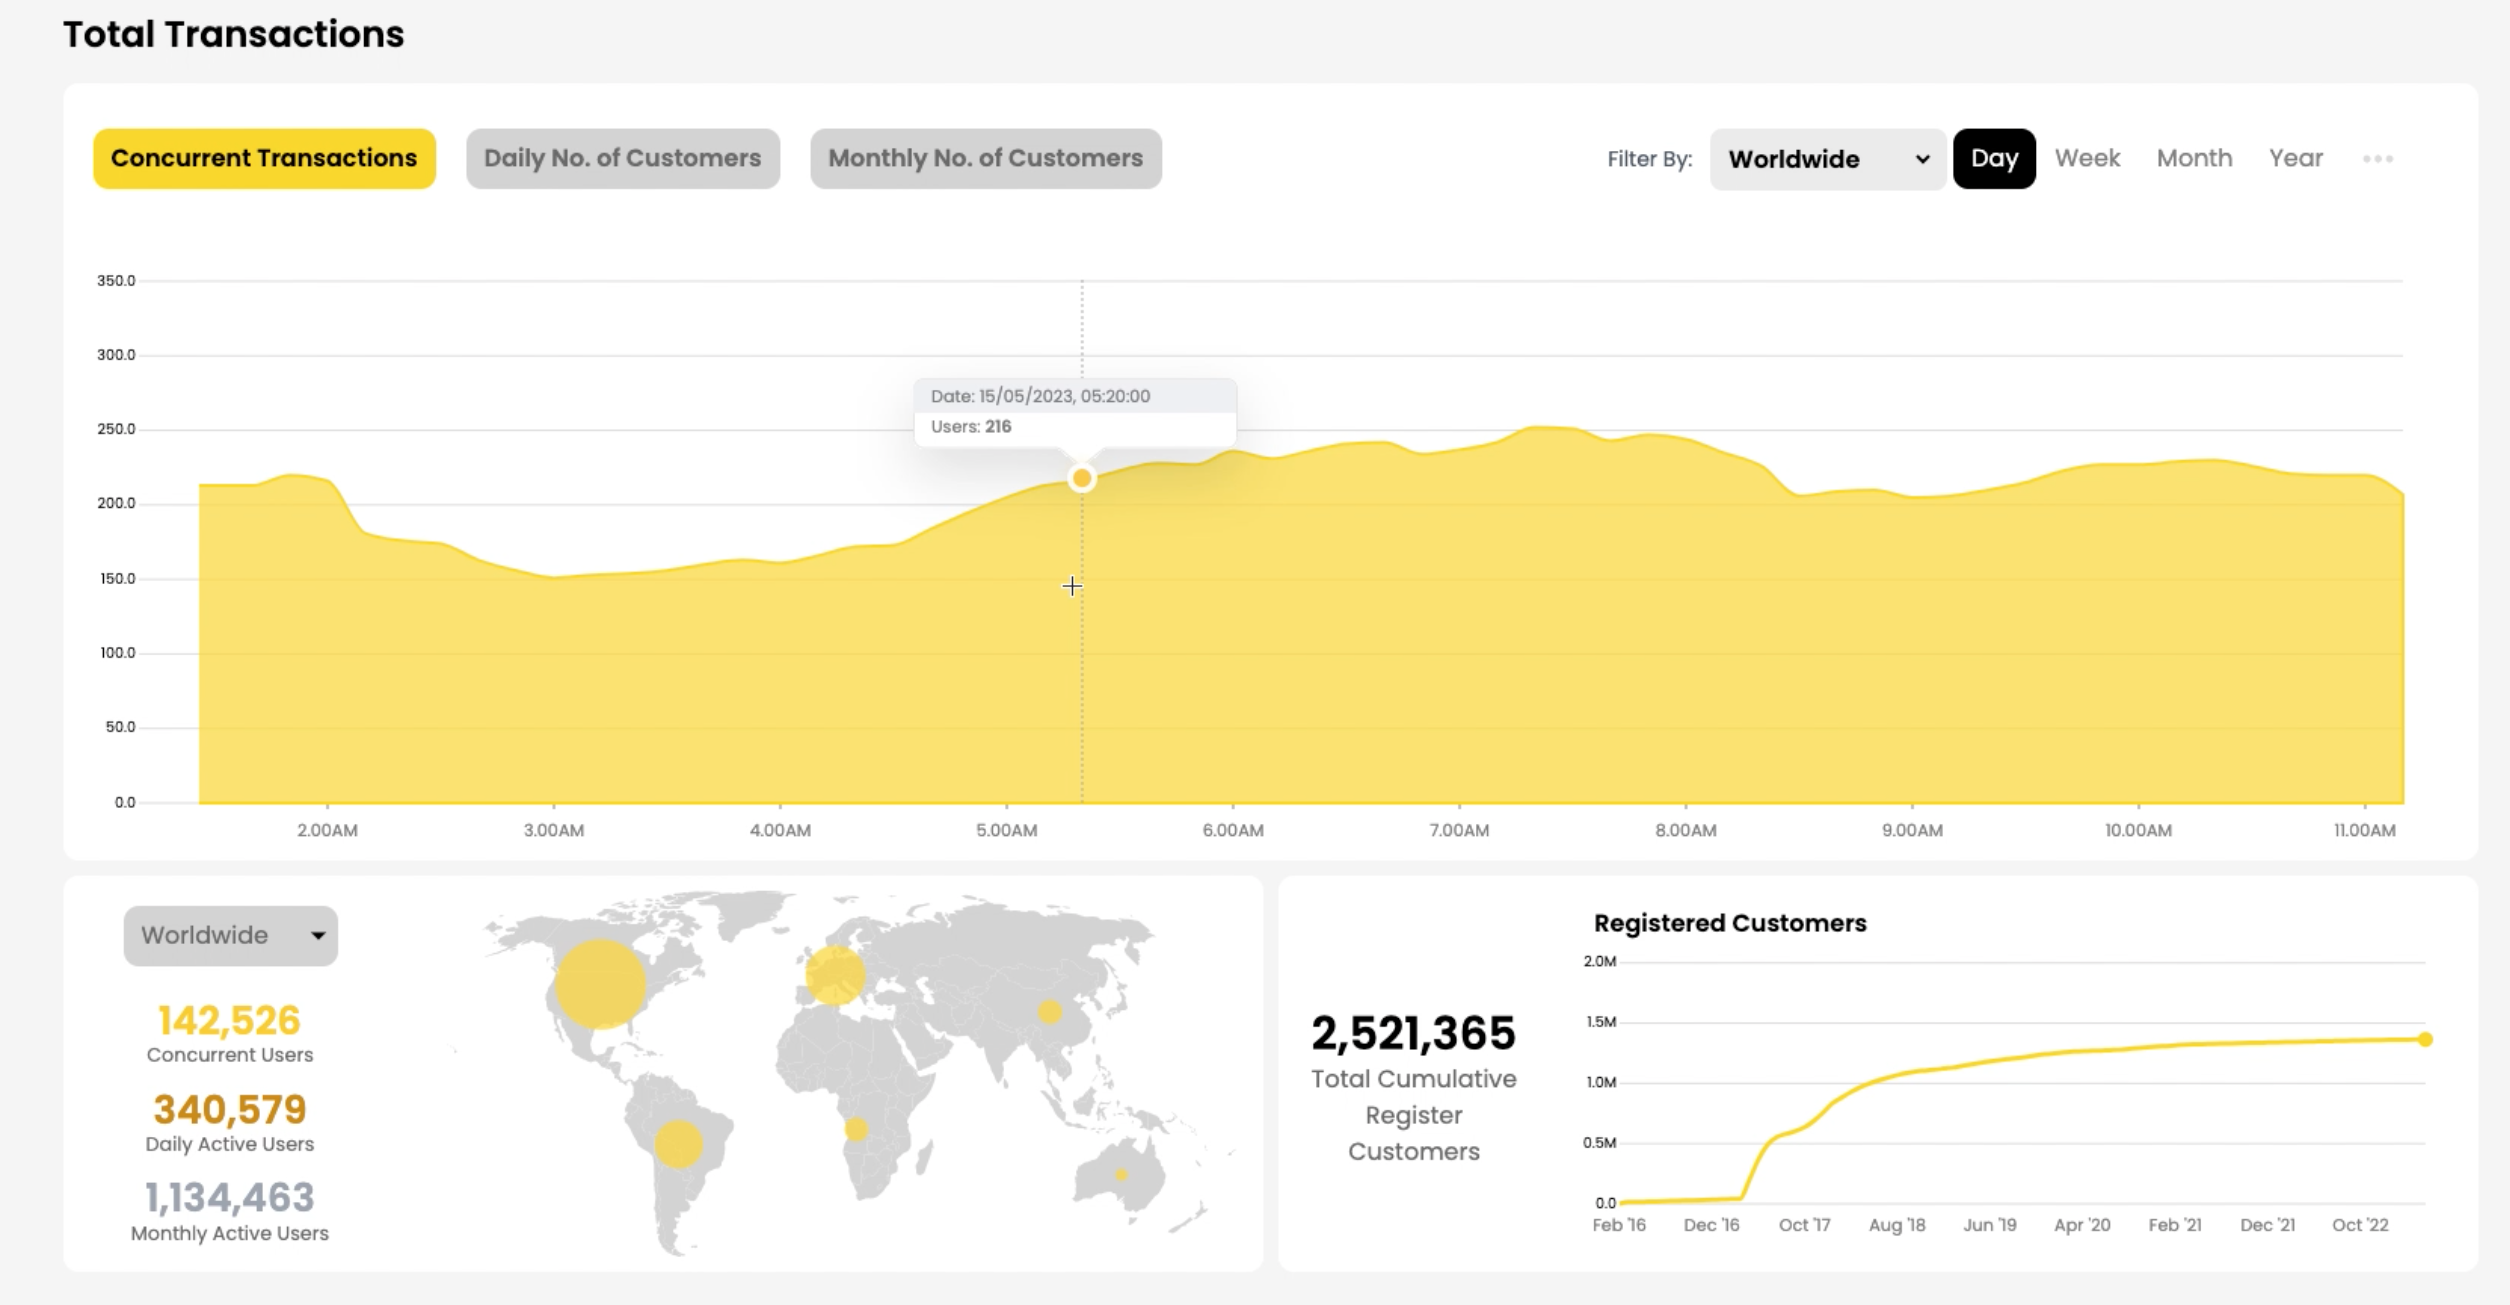 Total Transactions
Concurrent Transactions
Daily No. of Customers
Monthly No. of Customers
Filter By:
Worldwide
Day
Week
Month
Year
350.0
300.0
Date: 15/05/2023, 05:20:00
Users: 216
250.0
200.0
150.0
100.0
50.0
0.0
2.00AM
3.00AM
4.00AM
5.00AM
6.00AM
7.00AM
8.00AM
9.00AM
10.00AM
11.00AM
Worldwide
142,526
Concurrent Users
340,579
Daily Active Users
1,134,463
Monthly Active Users
2,521,365
Total Cumulative
Register
Customers
Registered Customers
2.0M
1.5M
1.0M
0.5M
0.0
Feb '16
Dec '16
Oct '17
Aug '18
Jun '19
Apr '20
Feb '21
Dec '21
Oct '22